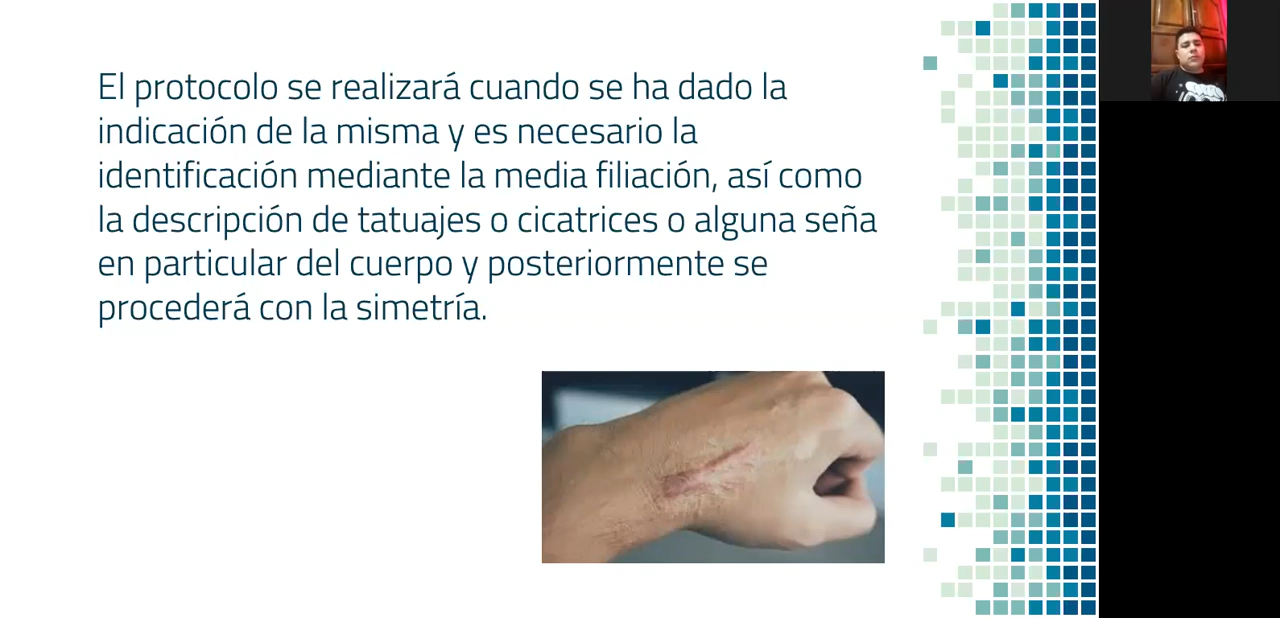 El protocolo se realizará cuando se ha dado la
indicación de la misma y es necesario la
identificación mediante la media filiación, así como
la descripción de tatuajes o cicatrices o alguna seña
en particular del cuerpo y posteriormente se
procederá con la simetría.